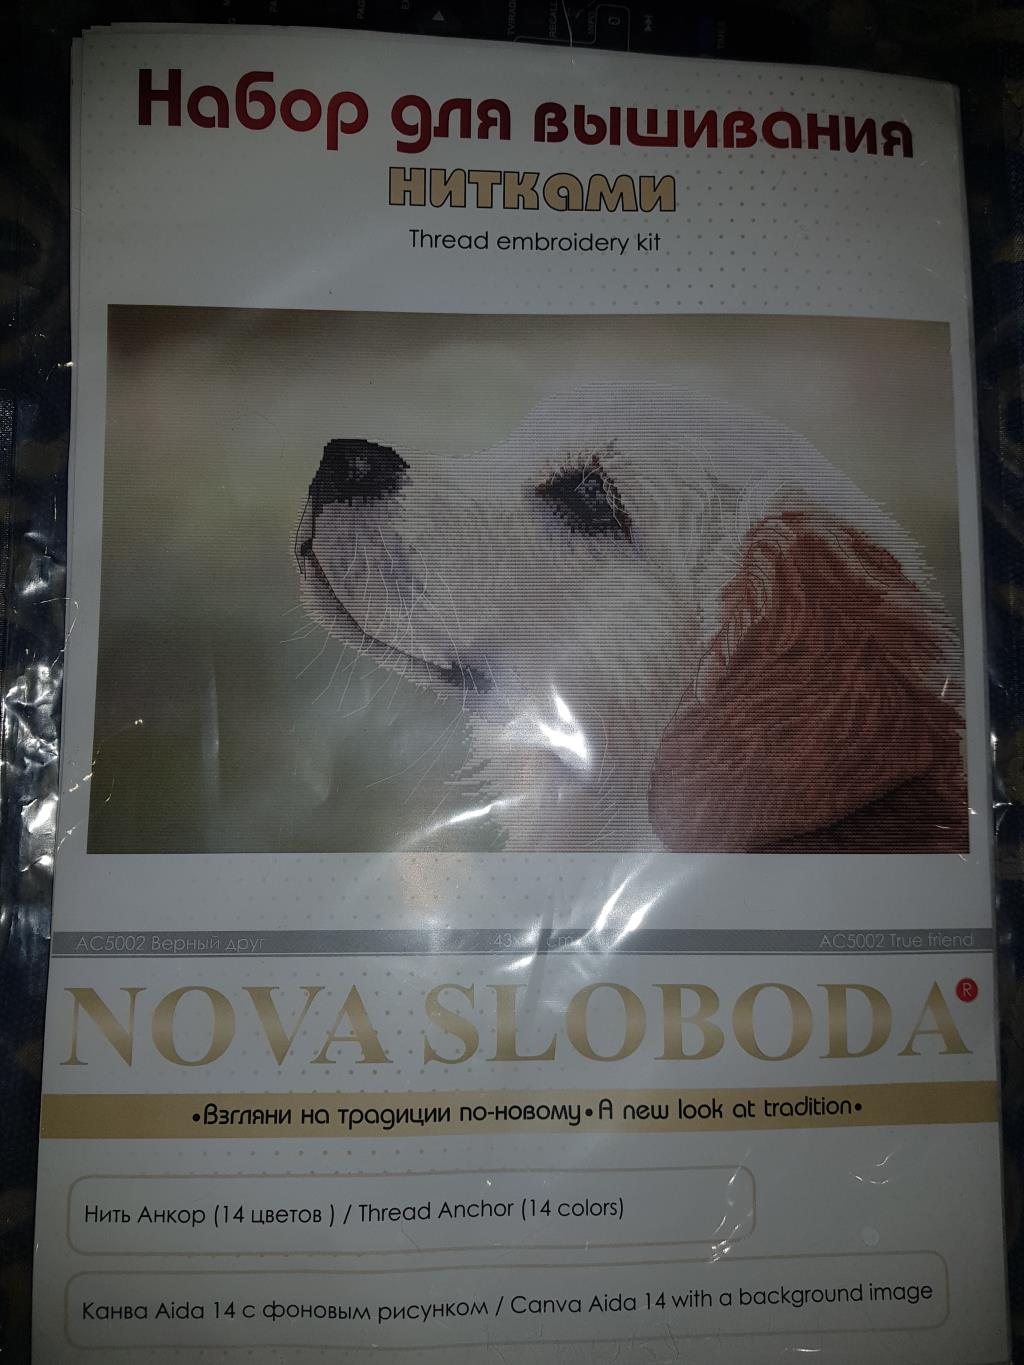 Набор для вышивания
нитками
Thread embroidery kit
AC5002 Верный друг
AC5002 True friend
NOVA SLOBODA®
•Взгляни на традиции по-новому•A new look at tradition•
Нить Анкор (14 цветов ) / Thread Anchor (14 colors)
Канва Aida 14 с фоновым рисунком / Canva Aida 14 with a background image